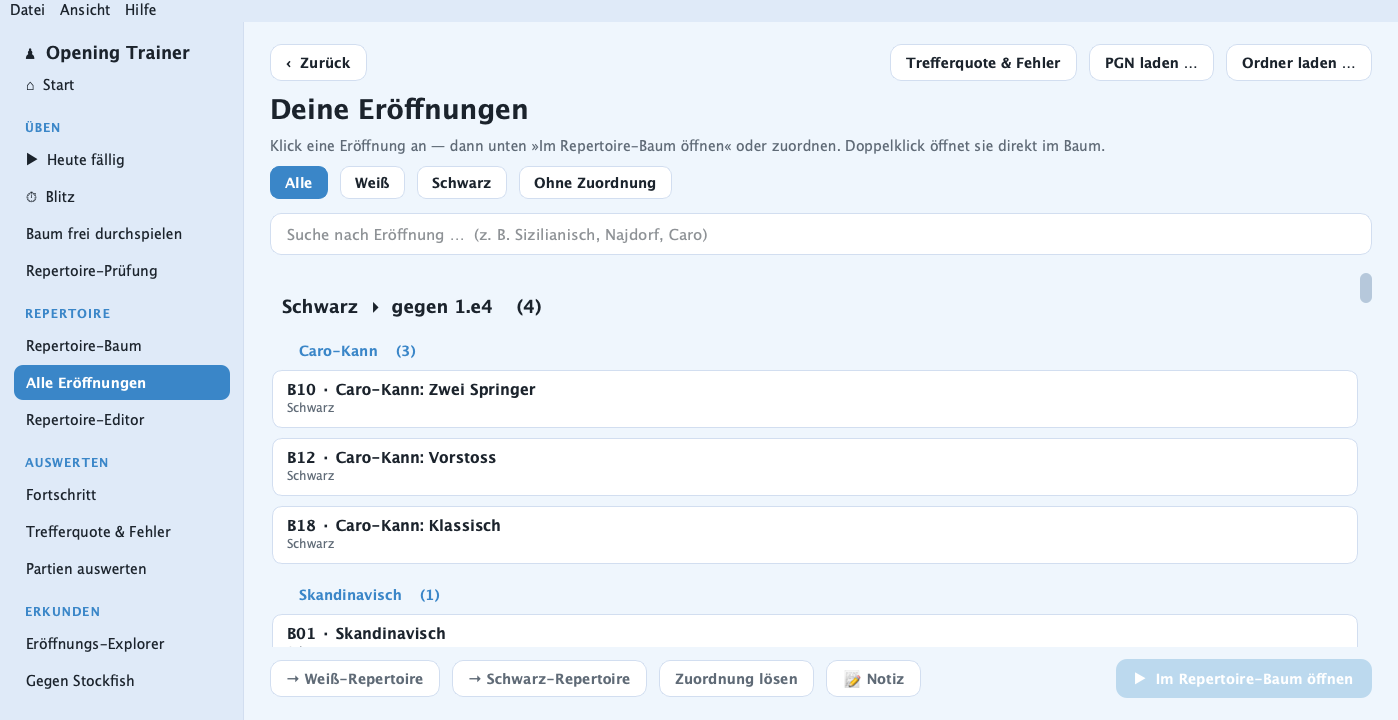 Datei Ansicht Hilfe
♟ Opening Trainer
⌂ Start
ÜBEN
▶ Heute fällig
⏱ Blitz
Baum frei durchspielen
Repertoire-Prüfung
REPERTOIRE
Repertoire-Baum
Alle Eröffnungen
Repertoire-Editor
AUSWERTEN
Fortschritt
Trefferquote & Fehler
Partien auswerten
ERKUNDEN
Eröffnungs-Explorer
Gegen Stockfish
‹ Zurück
Trefferquote & Fehler
PGN laden …
Ordner laden …
Deine Eröffnungen
Klick eine Eröffnung an — dann unten »Im Repertoire-Baum öffnen« oder zuordnen. Doppelklick öffnet sie direkt im Baum.
Alle
Weiß
Schwarz
Ohne Zuordnung
Suche nach Eröffnung … (z. B. Sizilianisch, Najdorf, Caro)
Schwarz ▸ gegen 1.e4 (4)
Caro-Kann (3)
B10 · Caro-Kann: Zwei Springer
Schwarz
B12 · Caro-Kann: Vorstoss
Schwarz
B18 · Caro-Kann: Klassisch
Schwarz
Skandinavisch (1)
B01 · Skandinavisch
→ Weiß-Repertoire
→ Schwarz-Repertoire
Zuordnung lösen
📝 Notiz
▶ Im Repertoire-Baum öffnen